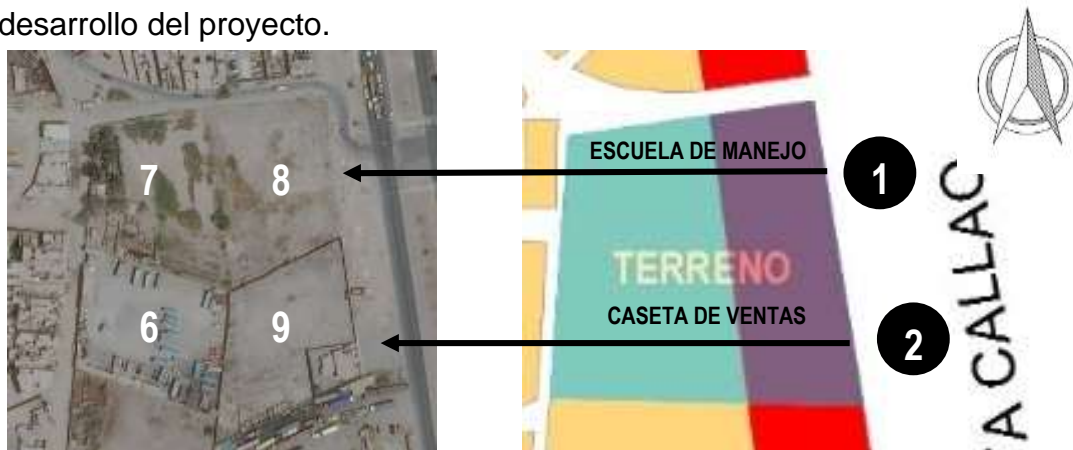 desarrollo del proyecto.
7
8
6
9
ESCUELA DE MANEJO
1
TERRENO
CASETA DE VENTAS
2
A CALLAC